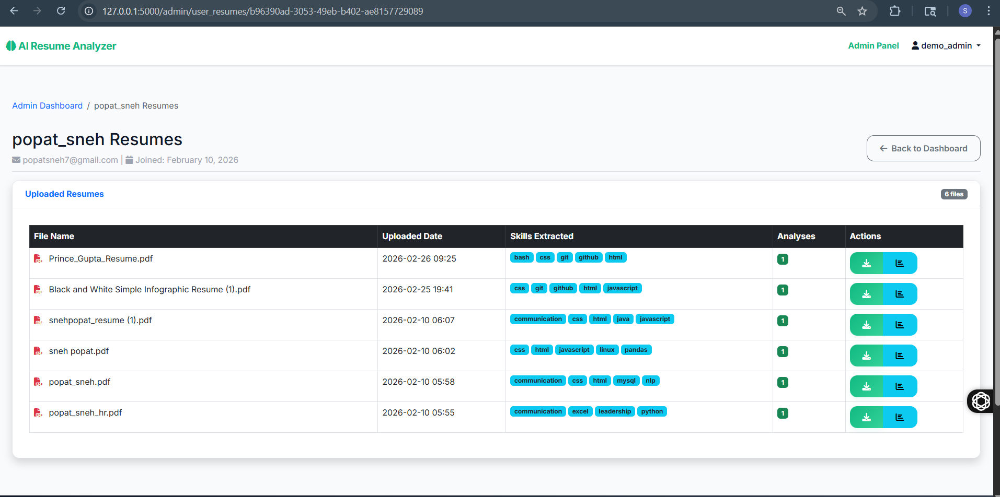 127.0.0.1:5000/admin/user_resumes/b96390ad-3053-49eb-b402-ae8157729089
S
AI Resume Analyzer
Admin Panel
demo_admin
Admin Dashboard / popat_sneh Resumes
popat_sneh Resumes
popatsneh7@gmail.com | Joined: February 10, 2026
← Back to Dashboard
Uploaded Resumes
6 files
File Name Uploaded Date Skills Extracted Analyses Actions
PDF Prince_Gupta_Resume.pdf 2026-02-26 09:25 bash css git github html 1
PDF Black and White Simple Infographic Resume (1).pdf 2026-02-25 19:41 css git github html javascript 1
PDF snehpopat_resume (1).pdf 2026-02-10 06:07 communication css html java javascript 1
PDF sneh popat.pdf 2026-02-10 06:02 css html javascript linux pandas 1
PDF popat_sneh.pdf 2026-02-10 05:58 communication css html mysql nlp 1
PDF popat_sneh_hr.pdf 2026-02-10 05:55 communication excel leadership python 1